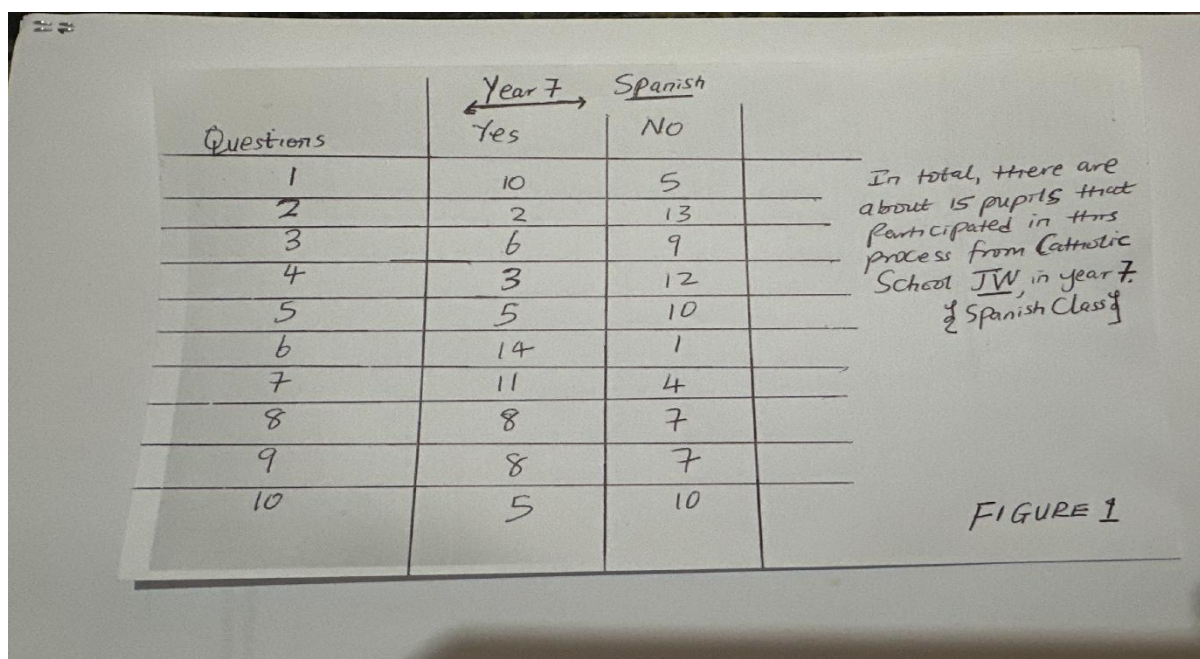 Year 7 Spanish
Questions Yes No
1 10 5
2 2 13
3 6 9
4 3 12
5 5 10
6 14 1
7 11 4
8 8 7
9 8 7
10 5 10
In total, there are
about 15 pupils that
Participated in this
process from Catholic
School JW, in year 7.
{Spanish Class}
FIGURE 1